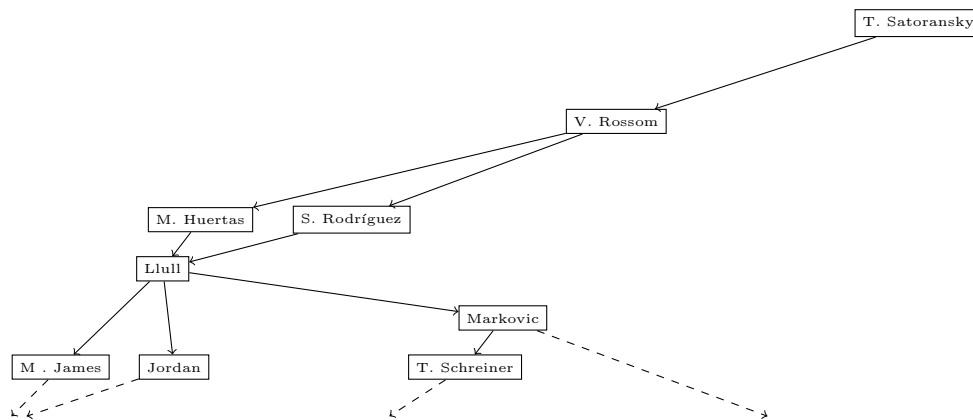 T. Satoransky
V. Rossom
M. Huertas
S. Rodríguez
Llull
Markovic
M . James
Jordan
T. Schreiner